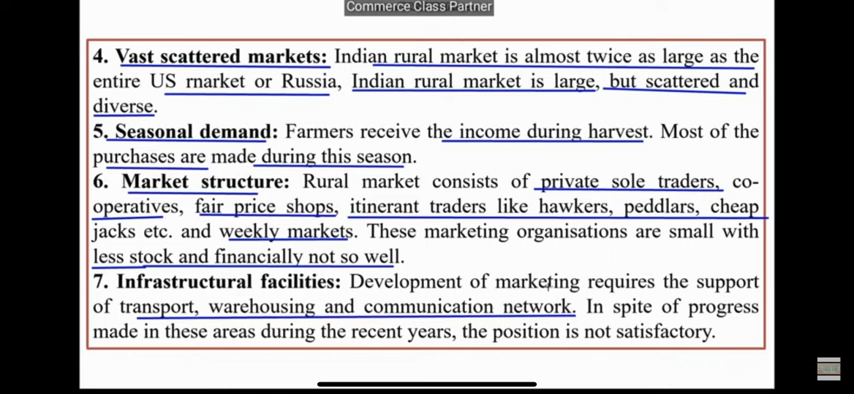 Commerce Class Partner
4. Vast scattered markets: Indian rural market is almost twice as large as the
entire US rnarket or Russia, Indian rural market is large, but scattered and
diverse.
5. Seasonal demand: Farmers receive the income during harvest. Most of the
purchases are made during this season.
6. Market structure: Rural market consists of private sole traders, co-
operatives, fair price shops, itinerant traders like hawkers, peddlars, cheap
jacks etc. and weekly markets. These marketing organisations are small with
less stock and financially not so well.
7. Infrastructural facilities: Development of marketing requires the support
of transport, warehousing and communication network. In spite of progress
made in these areas during the recent years, the position is not satisfactory.